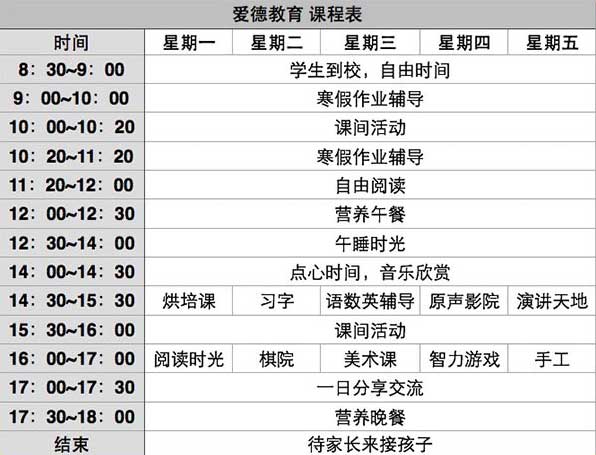 爱德教育 课程表
时间 星期一 星期二 星期三 星期四 星期五
8：30~9：00 学生到校，自由时间
9：00~10：00 寒假作业辅导
10：00~10：20 课间活动
10：20~11：20 寒假作业辅导
11：20~12：00 自由阅读
12：00~12：30 营养午餐
12：30~14：00 午睡时光
14：00~14：30 点心时间，音乐欣赏
14：30~15：30 烘培课 习字 语数英辅导 原声影院 演讲天地
15：30~16：00 课间活动
16：00~17：00 阅读时光 棋院 美术课 智力游戏 手工
17：00~17：30 一日分享交流
17：30~18：00 营养晚餐
结束 待家长来接孩子